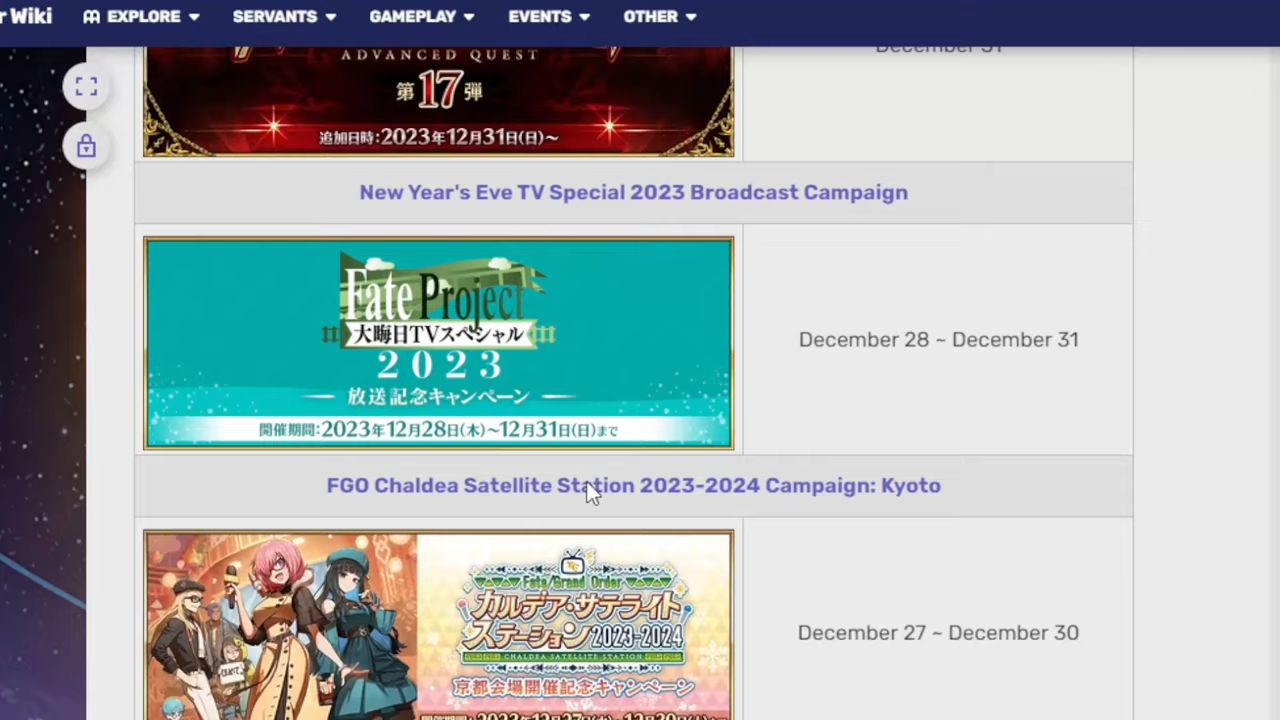 r Wiki EXPLORE SERVANTS GAMEPLAY EVENTS OTHER
December 31
ADVANCED QUEST
第17弾
追加日時:2023年12月31日(日)~
New Year's Eve TV Special 2023 Broadcast Campaign
Fate Project
大晦日TVスペシャル
2023
放送記念キャンペーン
開催期間:2023年12月28日(木)~12月31日(日)まで
December 28 ~ December 31
FGO Chaldea Satellite Station 2023-2024 Campaign: Kyoto
Fate/Grand Order
カルデア・サテライト
ステーション 2023-2024
CHALDEA SATELLITE STATION
京都会場開催記念キャンペーン
December 27 ~ December 30